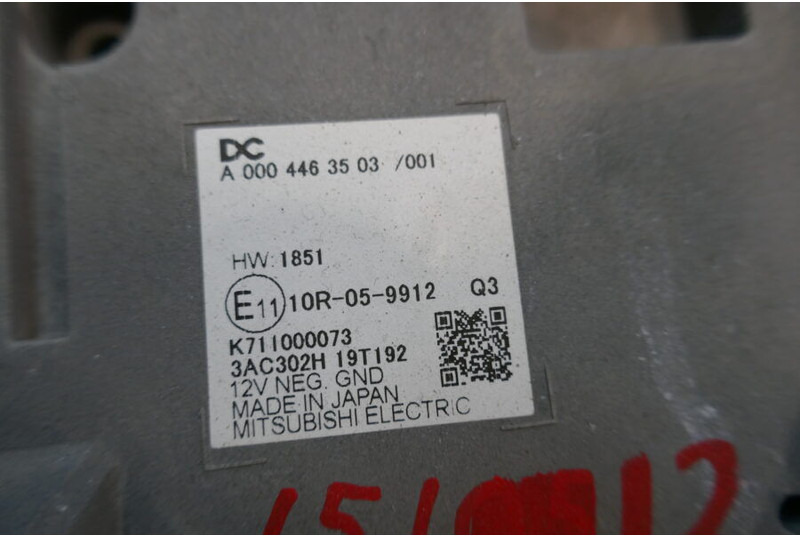 DC
A 000 446 35 03 /001
HW: 1851
E11 10R-05-9912 Q3
K711000073
3AC302H 19T192
12V NEG. GND
MADE IN JAPAN
MITSUBISHI ELECTRIC